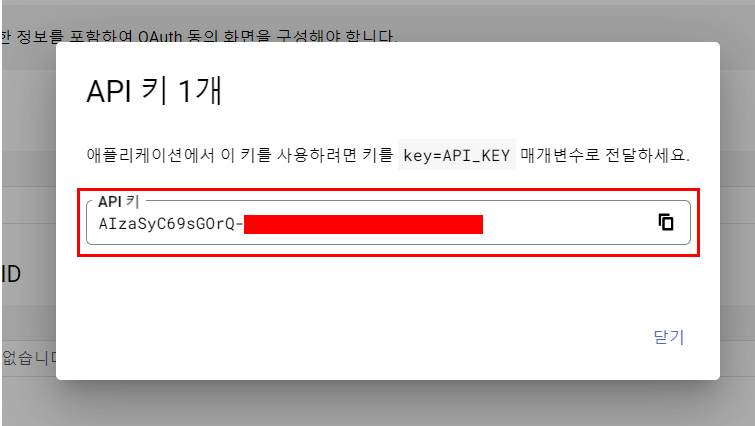 한 정보를 포함하여 OAuth 동의 화면을 구성해야 합니다.
API 키 1개
애플리케이션에서 이 키를 사용하려면 키를 key=API_KEY 매개변수로 전달하세요.
API 키
AIzaSyC69sGOrQ-
ID
없습니다
닫기